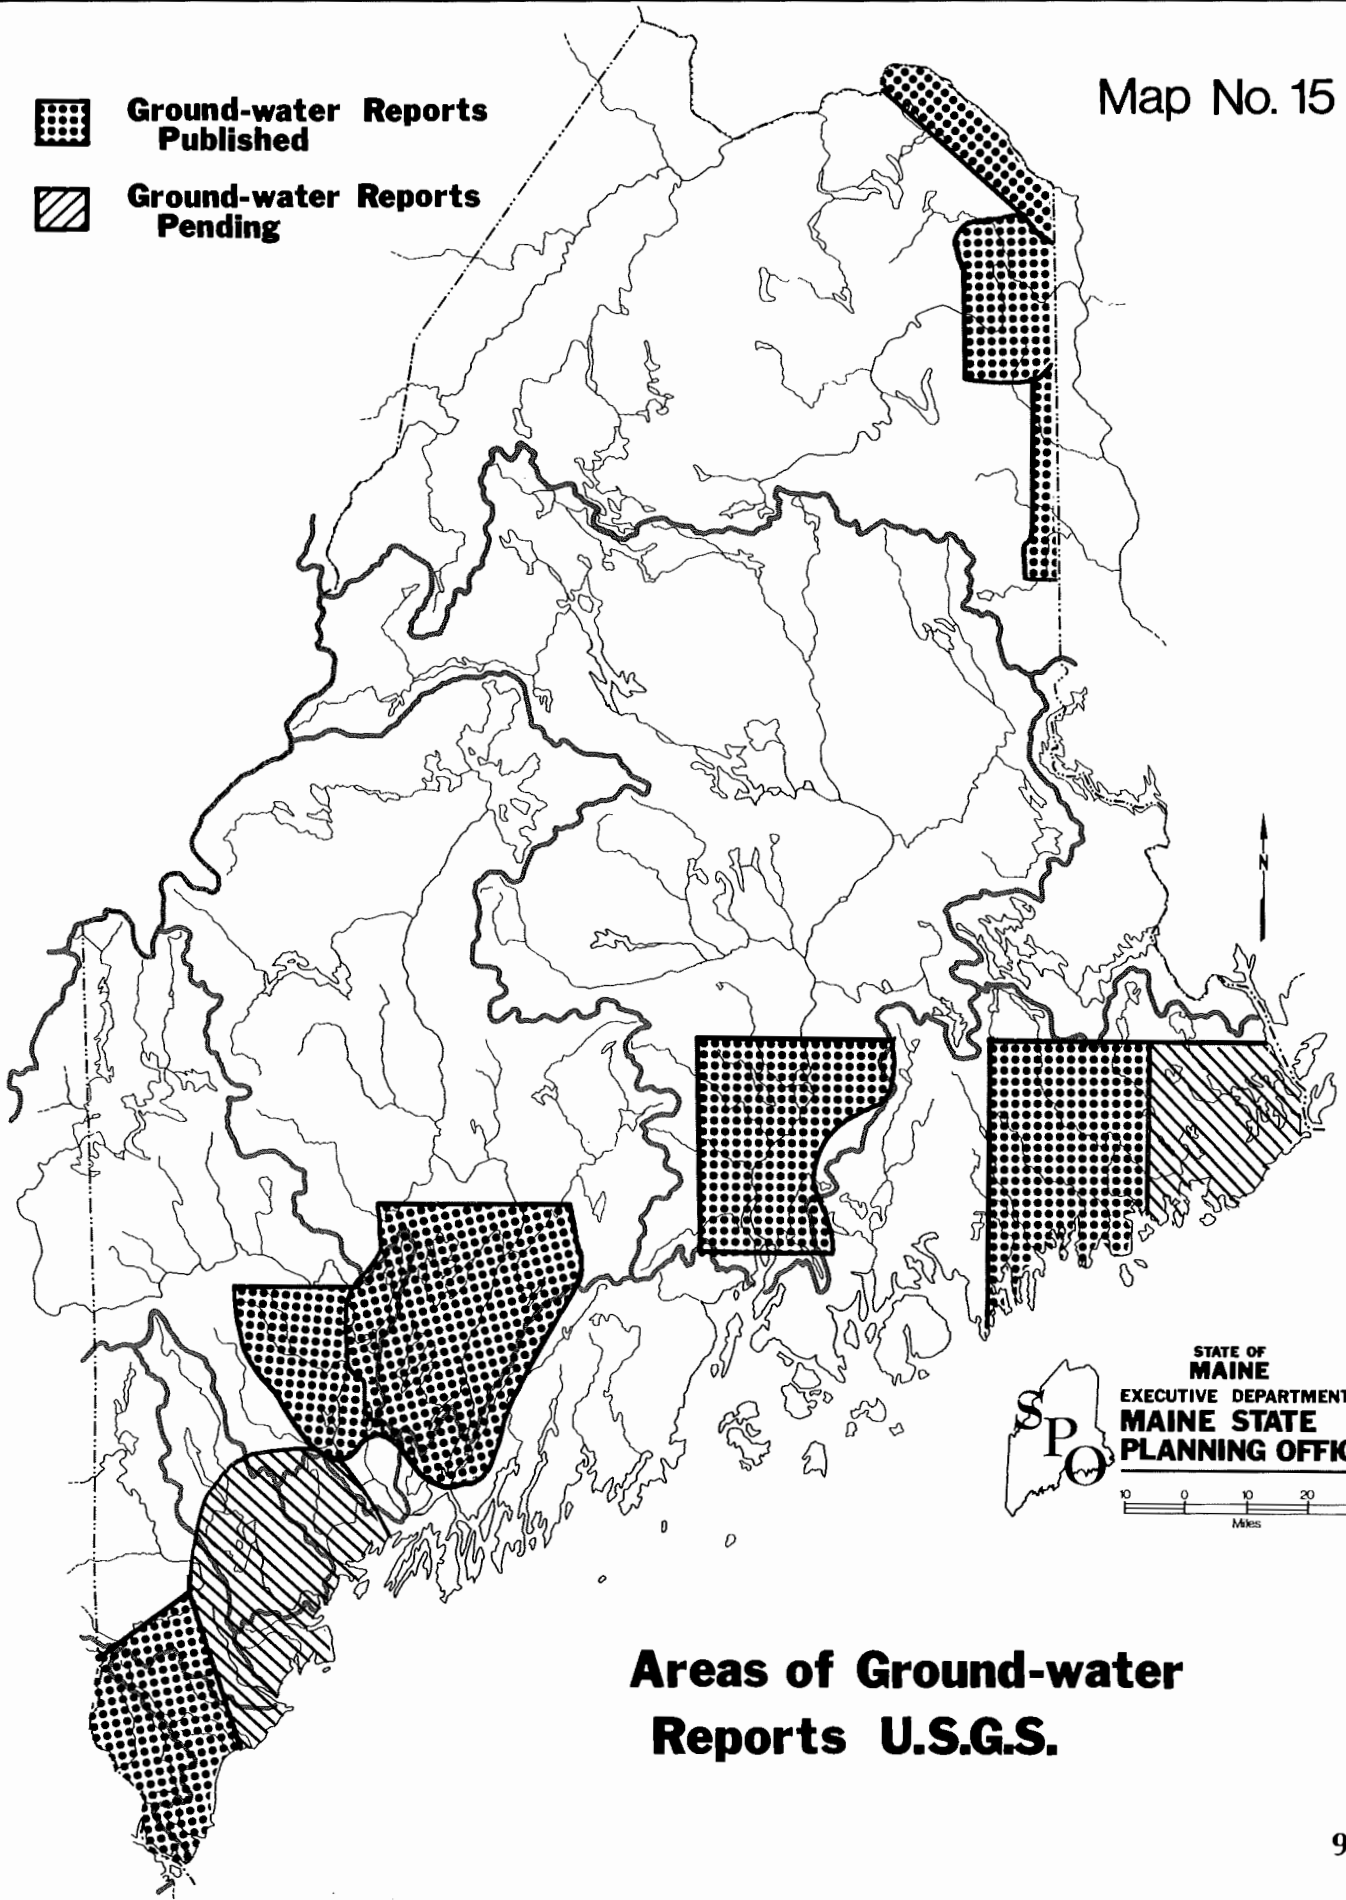 Map No. 15
Ground-water Reports
Published
Ground-water Reports
Pending
N
STATE OF
MAINE
EXECUTIVE DEPARTMENT
MAINE STATE
PLANNING OFFIC
SPO
10 0 10 20
Miles
Areas of Ground-water
Reports U.S.G.S.
9